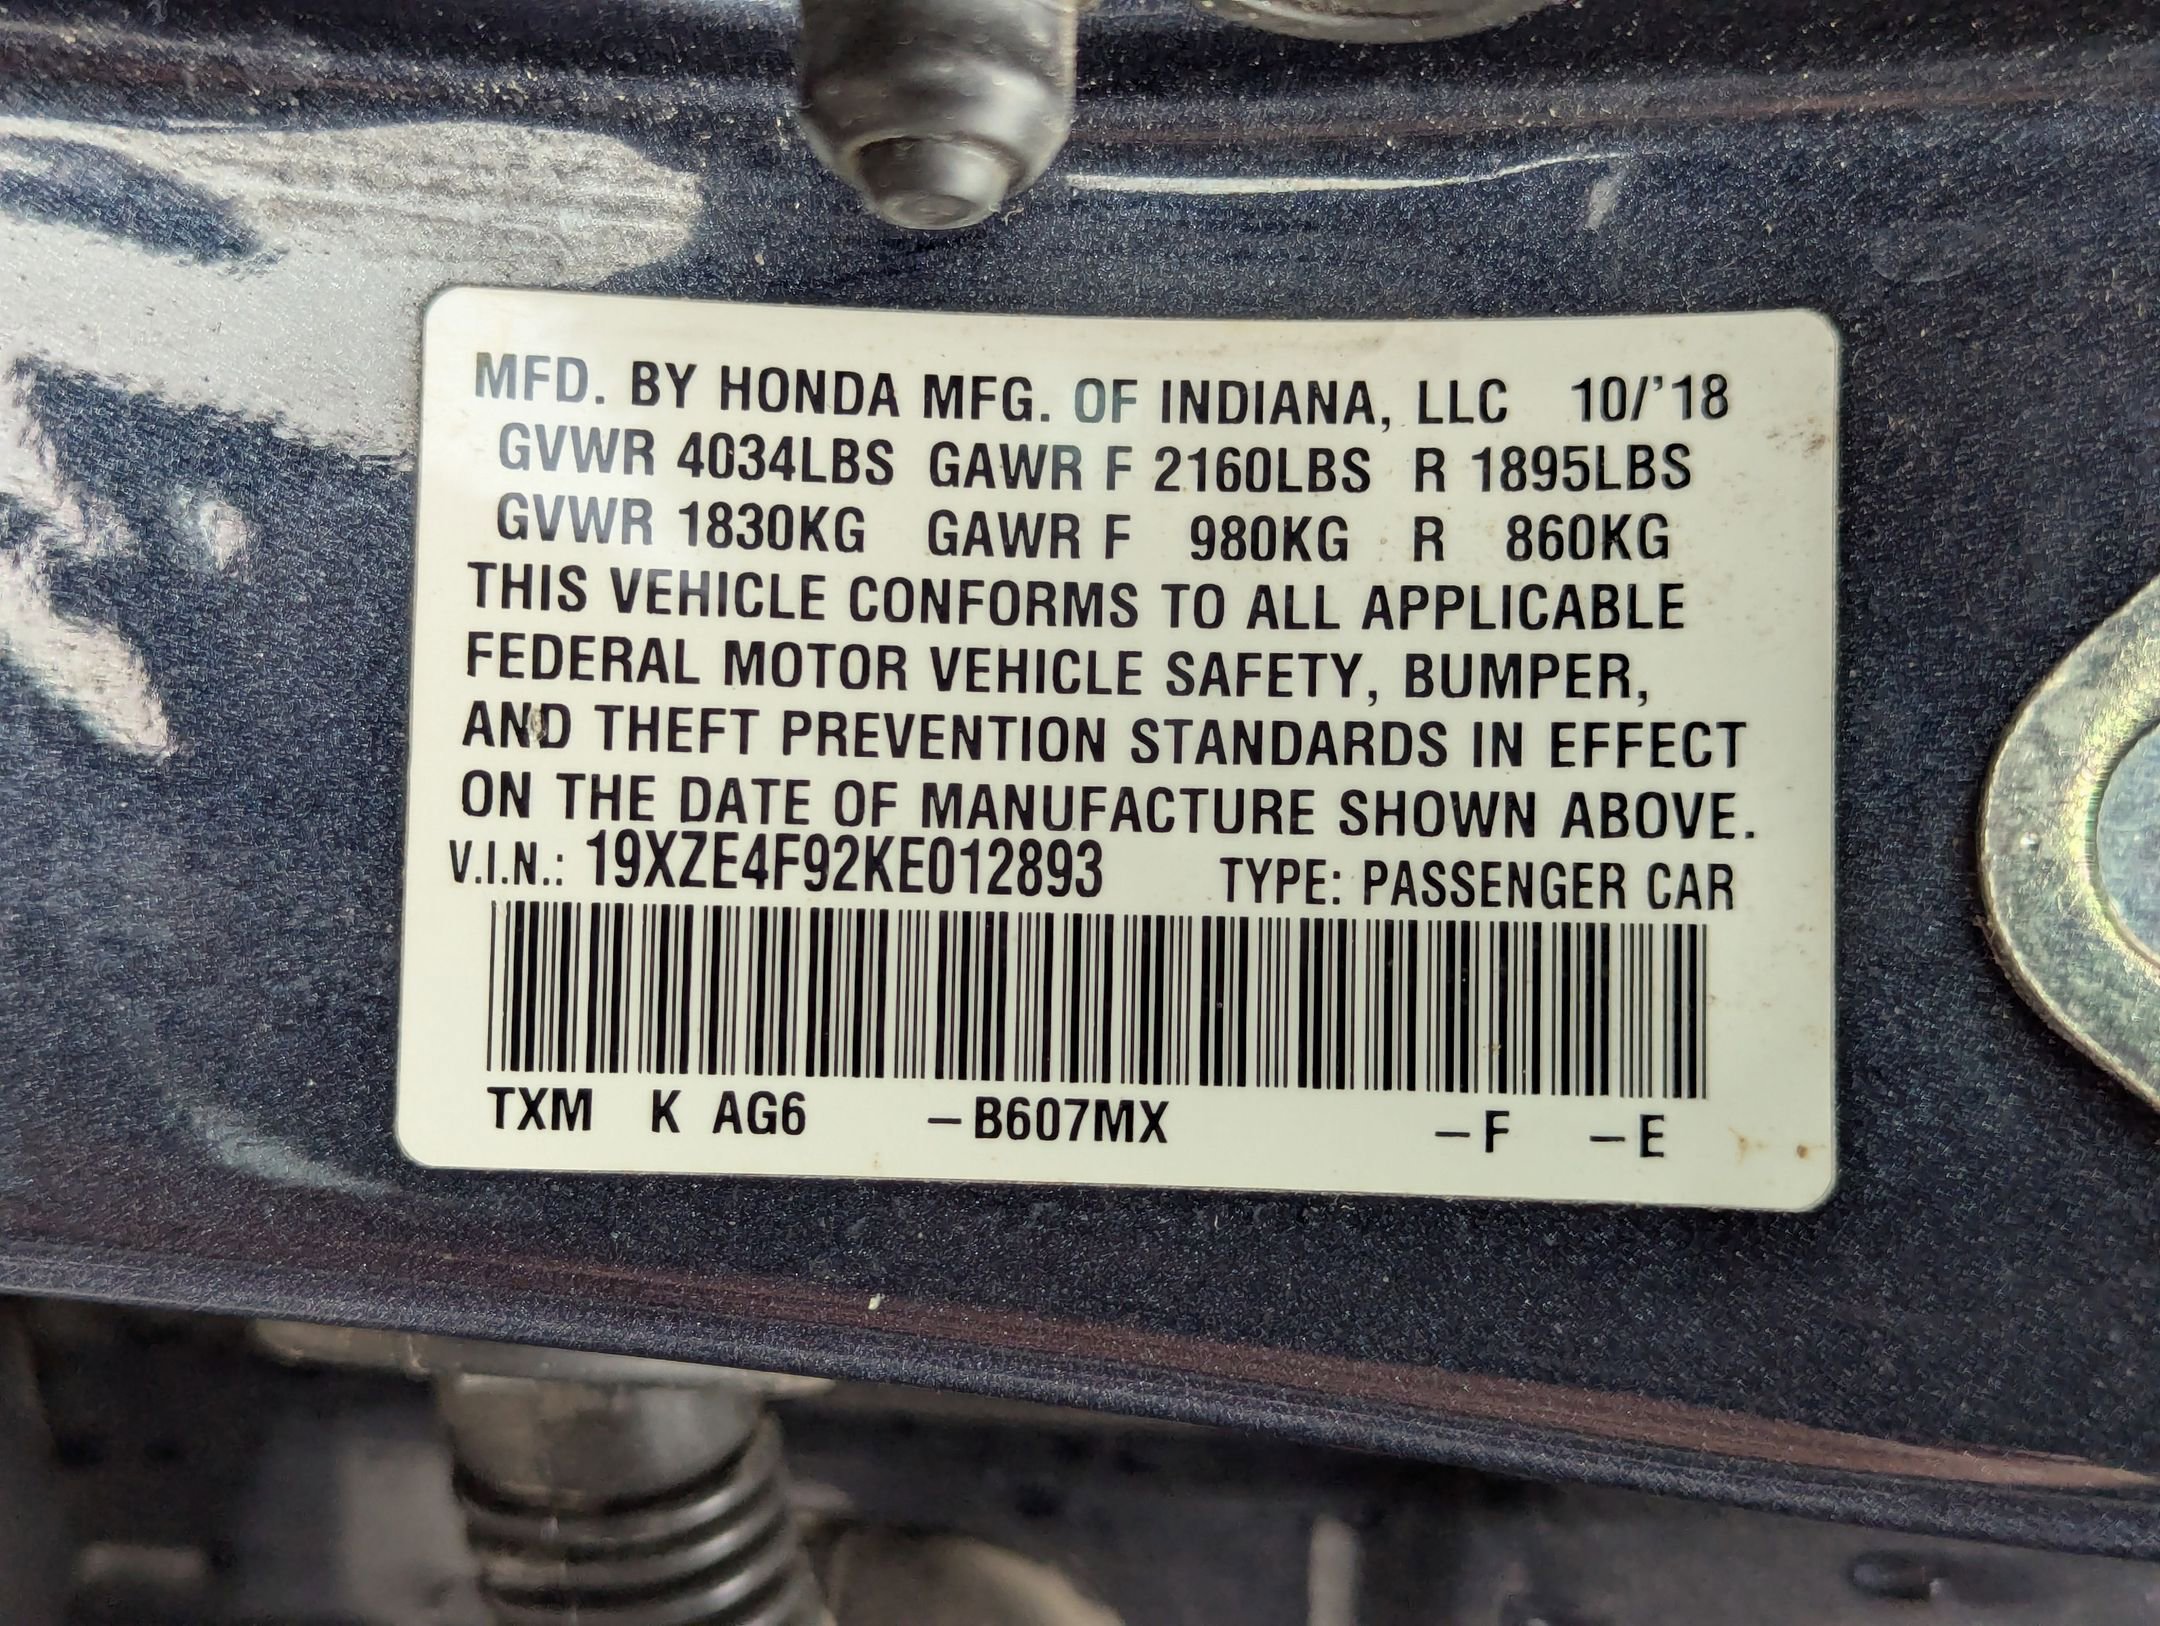 MFD. BY HONDA MFG. OF INDIANA, LLC 10/'18
GVWR 4034LBS GAWR F 2160LBS R 1895LBS
GVWR 1830KG GAWR F 980KG R 860KG
THIS VEHICLE CONFORMS TO ALL APPLICABLE
FEDERAL MOTOR VEHICLE SAFETY, BUMPER,
AND THEFT PREVENTION STANDARDS IN EFFECT
ON THE DATE OF MANUFACTURE SHOWN ABOVE.
V.I.N.: 19XZE4F92KE012893 TYPE: PASSENGER CAR
TXM K AG6 –B607MX –F –E